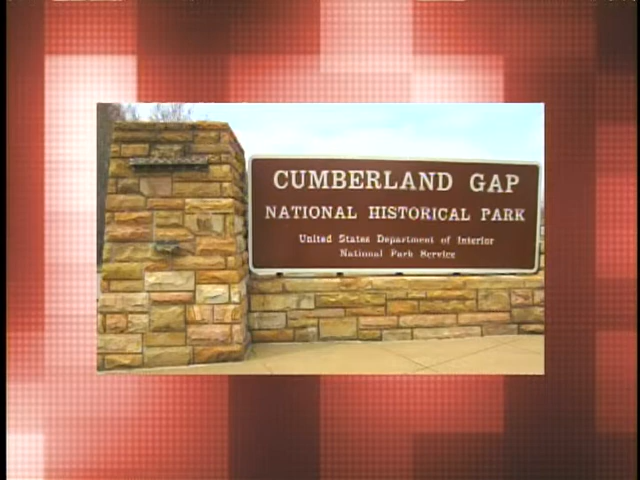 CUMBERLAND GAP
NATIONAL HISTORICAL PARK
United States Department of Interior
National Park Service